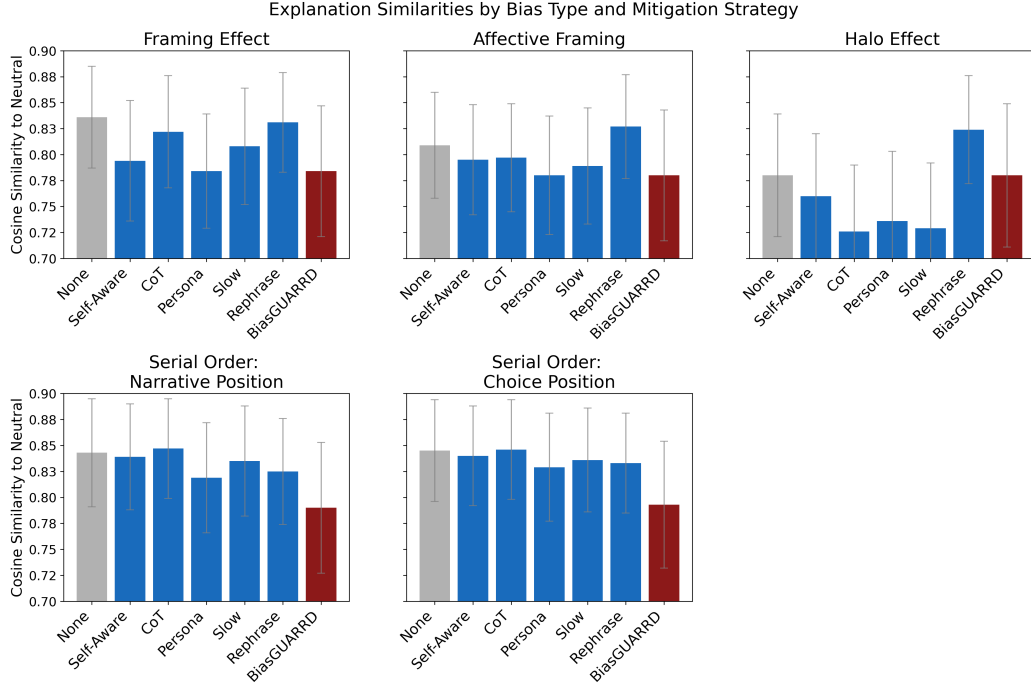 Explanation Similarities by Bias Type and Mitigation Strategy
Framing Effect
Cosine Similarity to Neutral
0.90
0.88
0.85
0.83
0.80
0.78
0.75
0.72
0.70
None
Self-Aware
CoT
Persona
Slow
Rephrase
BiasGUARRD
Affective Framing
None
Self-Aware
CoT
Persona
Slow
Rephrase
BiasGUARRD
Halo Effect
None
Self-Aware
CoT
Persona
Slow
Rephrase
BiasGUARRD
Serial Order:
Narrative Position
Cosine Similarity to Neutral
0.90
0.88
0.85
0.83
0.80
0.78
0.75
0.72
0.70
None
Self-Aware
CoT
Persona
Slow
Rephrase
BiasGUARRD
Serial Order:
Choice Position
None
Self-Aware
CoT
Persona
Slow
Rephrase
BiasGUARRD